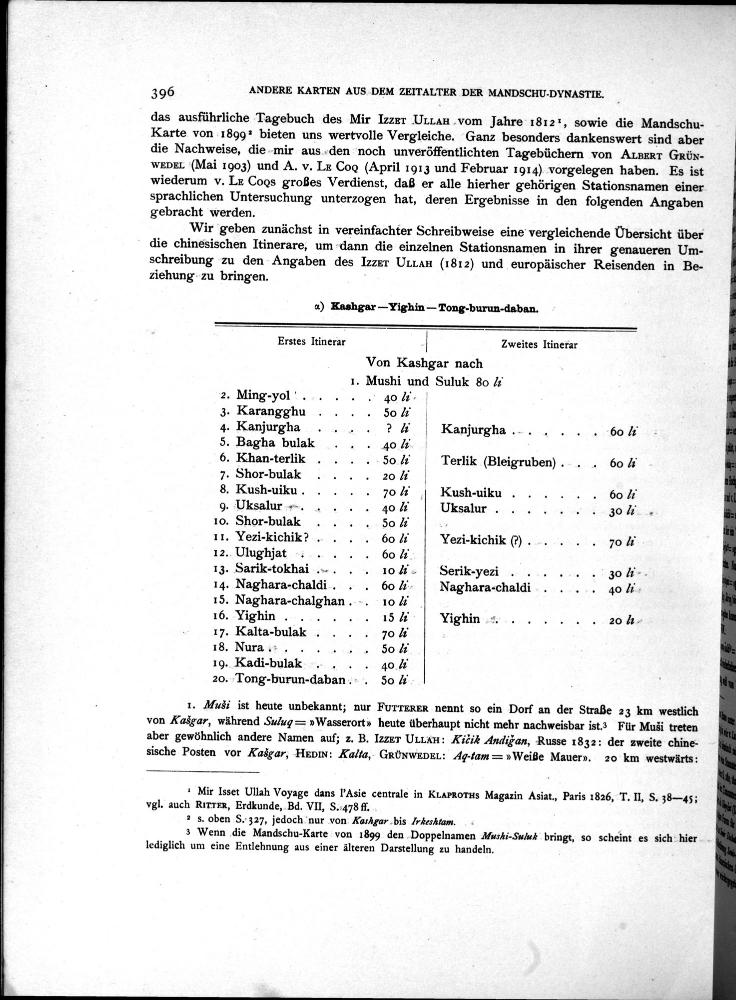 396 ANDERE KARTEN AUS DEM ZEITALTER DER MANDSCHU-DYNASTIE.
das ausführliche Tagebuch des Mir IZZET ULLAH vom Jahre 1812¹, sowie die Mandschu-
Karte von 1899² bieten uns wertvolle Vergleiche. Ganz besonders dankenswert sind aber
die Nachweise, die mir aus den noch unveröffentlichten Tagebüchern von ALBERT GRÜN-
WEDEL (Mai 1903) und A. v. LE COQ (April 1913 und Februar 1914) vorgelegen haben. Es ist
wiederum v. LE COQS großes Verdienst, daß er alle hierher gehörigen Stationsnamen einer
sprachlichen Untersuchung unterzogen hat, deren Ergebnisse in den folgenden Angaben
gebracht werden.
Wir geben zunächst in vereinfachter Schreibweise eine vergleichende Übersicht über
die chinesischen Itinerare, um dann die einzelnen Stationsnamen in ihrer genaueren Um-
schreibung zu den Angaben des IZZET ULLAH (1812) und europäischer Reisenden in Be-
ziehung zu bringen.
α) Kashgar—Yighin—Tong-burun-daban.
Erstes Itinerar Zweites Itinerar
Von Kashgar nach
1. Mushi und Suluk 80 li
2. Ming-yol . . . . . 40 li
3. Karangghu . . . . 50 li
4. Kanjurgha . . . . ? li Kanjurgha . . . . . . 60 li
5. Bagha bulak . . . 40 li
6. Khan-terlik . . . . 50 li Terlik (Bleigruben) . . . 60 li
7. Shor-bulak . . . . 20 li
8. Kush-uiku . . . . . 70 li Kush-uiku . . . . . . 60 li
9. Uksalur . . . . . . 40 li Uksalur . . . . . . . 30 li
10. Shor-bulak . . . . 50 li
11. Yezi-kichik? . . . . 60 li Yezi-kichik (?) . . . . . 70 li
12. Ulughjat . . . . . 60 li
13. Sarik-tokhai . . . . 10 li Serik-yezi . . . . . . 30 li
14. Naghara-chaldi . . . 60 li Naghara-chaldi . . . . 40 li
15. Naghara-chalghan . . 10 li
16. Yighin . . . . . . 15 li Yighin . . . . . . . 20 li
17. Kalta-bulak . . . . 70 li
18. Nura . . . . . . . 50 li
19. Kadi-bulak . . . . 40 li
20. Tong-burun-daban . . 50 li
1. Muši ist heute unbekannt; nur FUTTERER nennt so ein Dorf an der Straße 23 km westlich
von Kašgar, während Suluq = »Wasserort» heute überhaupt nicht mehr nachweisbar ist.³ Für Muši treten
aber gewöhnlich andere Namen auf; z. B. IZZET ULLAH: Kičik Andiğan, Russe 1832: der zweite chine-
sische Posten vor Kašgar, HEDIN: Kalta, GRÜNWEDEL: Aq-tam = »Weiße Mauer». 20 km westwärts:
¹ Mir Isset Ullah Voyage dans l'Asie centrale in KLAPROTHS Magazin Asiat., Paris 1826, T. II, S. 38—45;
vgl. auch RITTER, Erdkunde, Bd. VII, S. 478 ff.
² s. oben S. 327, jedoch nur von Kashgar bis Irkeshtam.
³ Wenn die Mandschu-Karte von 1899 den Doppelnamen Mushi-Suluk bringt, so scheint es sich hier
lediglich um eine Entlehnung aus einer älteren Darstellung zu handeln.